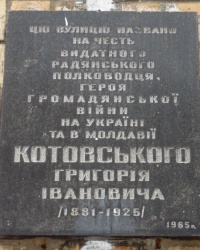 ЦЮ ВУЛИЦЮ НАЗВАНО
НА ЧЕСТЬ
ВИДАТНОГО
РАДЯНСЬКОГО
ПОЛКОВОДЦЯ,
ГЕРОЯ
ГРОМАДЯНСЬКОЇ
ВІЙНИ
НА УКРАЇНІ
ТА В МОЛДАВІЇ
КОТОВСЬКОГО
ГРИГОРІЯ
ІВАНОВИЧА
/1881-1925/
1965р.